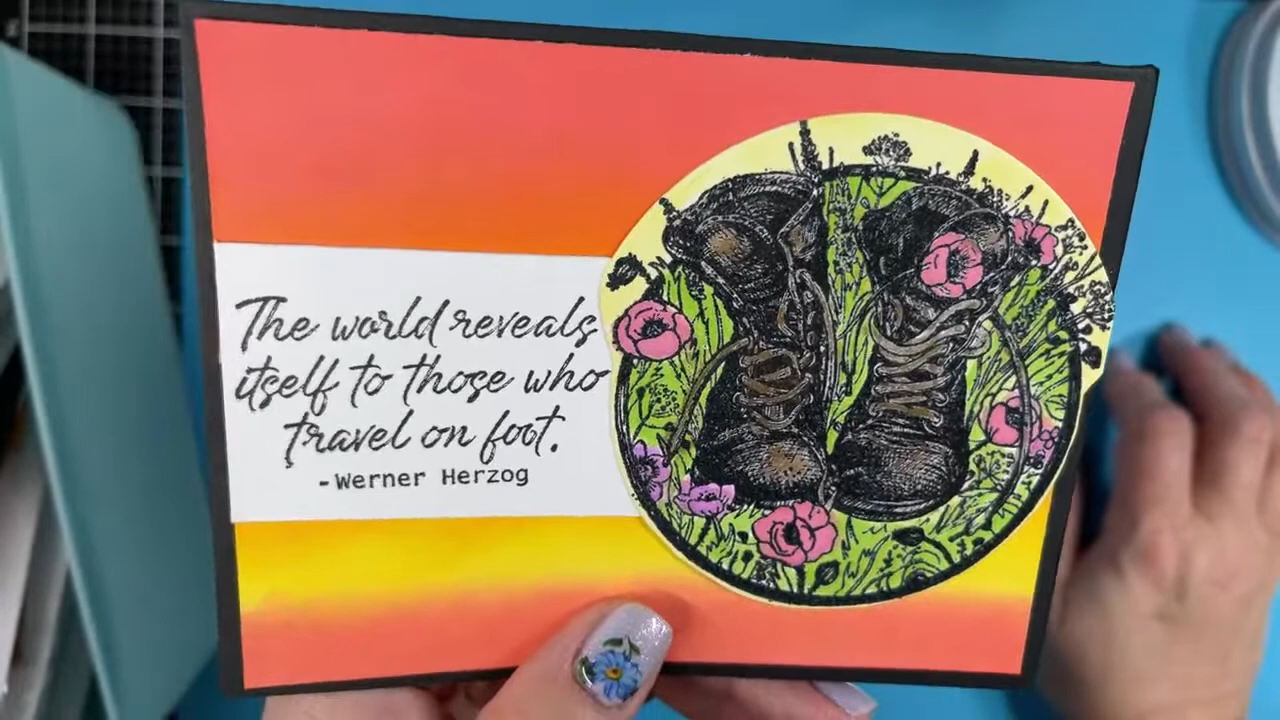 The world reveals
itself to those who
travel on foot.
-Werner Herzog